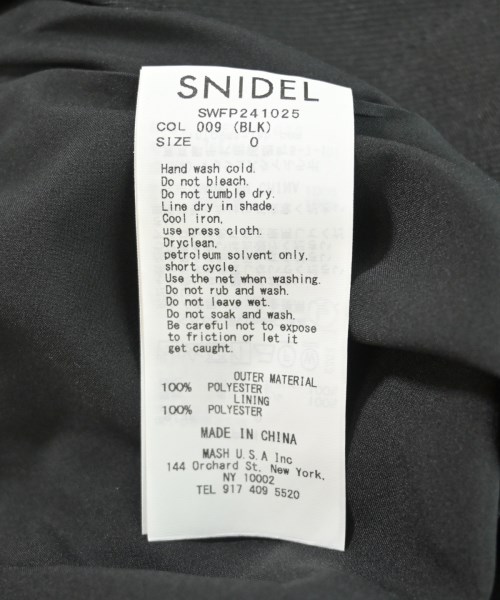 SNIDEL
SWFP241025
COL 009 (BLK)
SIZE 0
Hand wash cold.
Do not bleach.
Do not tumble dry.
Line dry in shade.
Cool iron,
use press cloth.
Dryclean,
petroleum solvent only,
short cycle.
Use the net when washing.
Do not rub and wash.
Do not leave wet.
Do not soak and wash.
Be careful not to expose
to friction or let it
get caught.
OUTER MATERIAL
100% POLYESTER
LINING
100% POLYESTER
MADE IN CHINA
MASH U.S.A Inc
144 Orchard St. New York,
NY 10002
TEL 917 409 5520